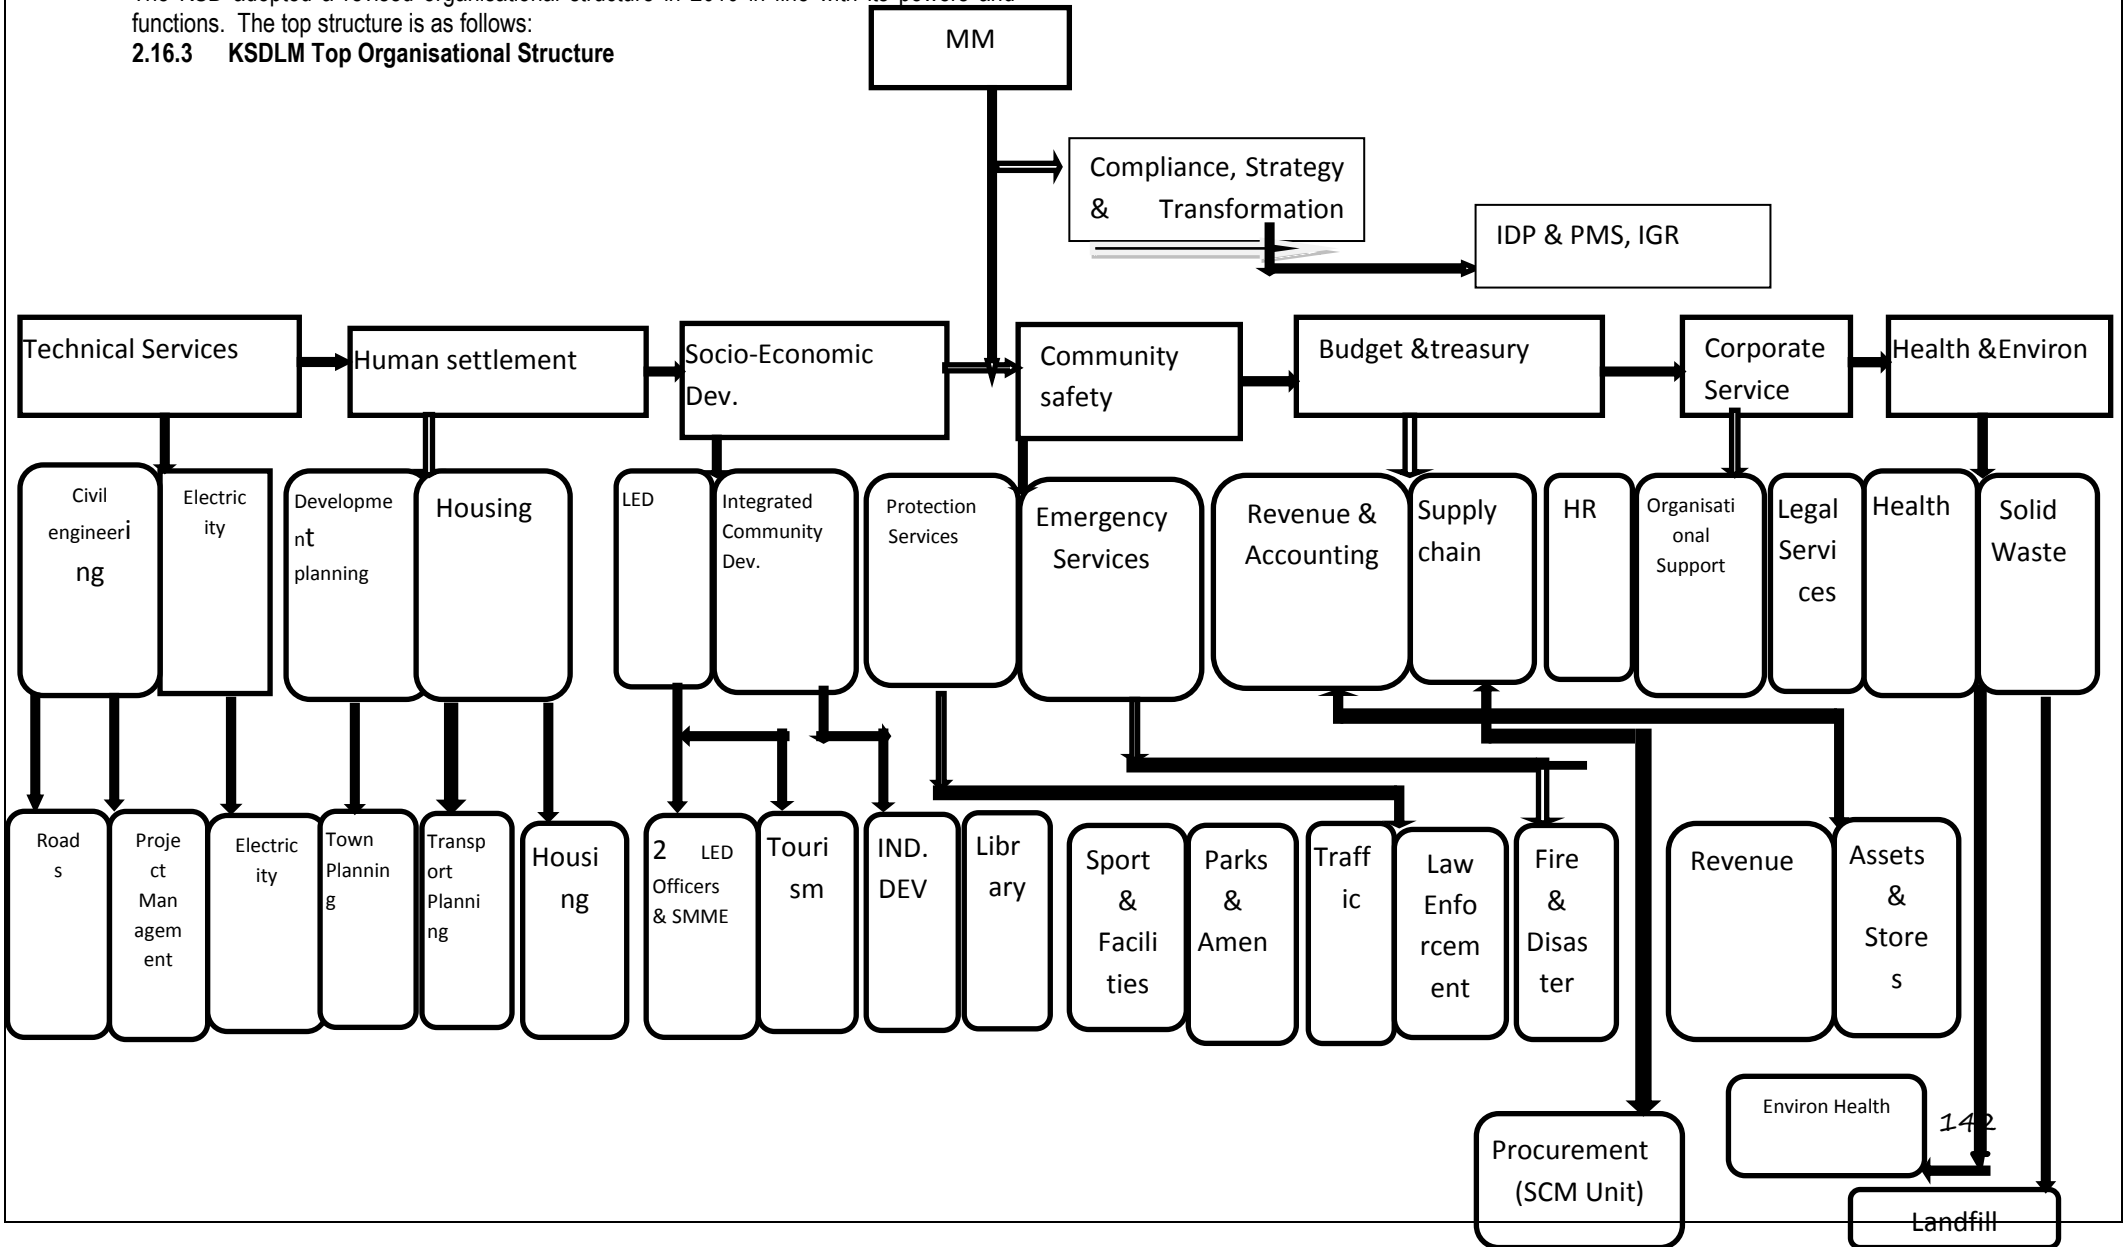 functions. The top structure is as follows:
2.16.3 KSDLM Top Organisational Structure
MM
Compliance, Strategy
& Transformation
IDP & PMS, IGR
Technical Services
Human settlement
Socio-Economic
Dev.
Community
safety
Budget &treasury
Corporate
Service
Health &Environ
Civil
engineeri
ng
Electric
ity
Developme
nt
planning
Housing
LED
Integrated
Community
Dev.
Protection
Services
Emergency
Services
Revenue &
Accounting
Supply
chain
HR
Organisati
onal
Support
Legal
Servi
ces
Health
Solid
Waste
Road
s
Proje
ct
Man
agem
ent
Electric
ity
Town
Plannin
g
Transp
ort
Planni
ng
Housi
ng
2 LED
Officers
& SMME
Touri
sm
IND.
DEV
Libr
ary
Sport
&
Facili
ties
Parks
&
Amen
Traff
ic
Law
Enfo
rcem
ent
Fire
&
Disas
ter
Revenue
Assets
&
Store
s
Environ Health
142
Procurement
(SCM Unit)
Landfill